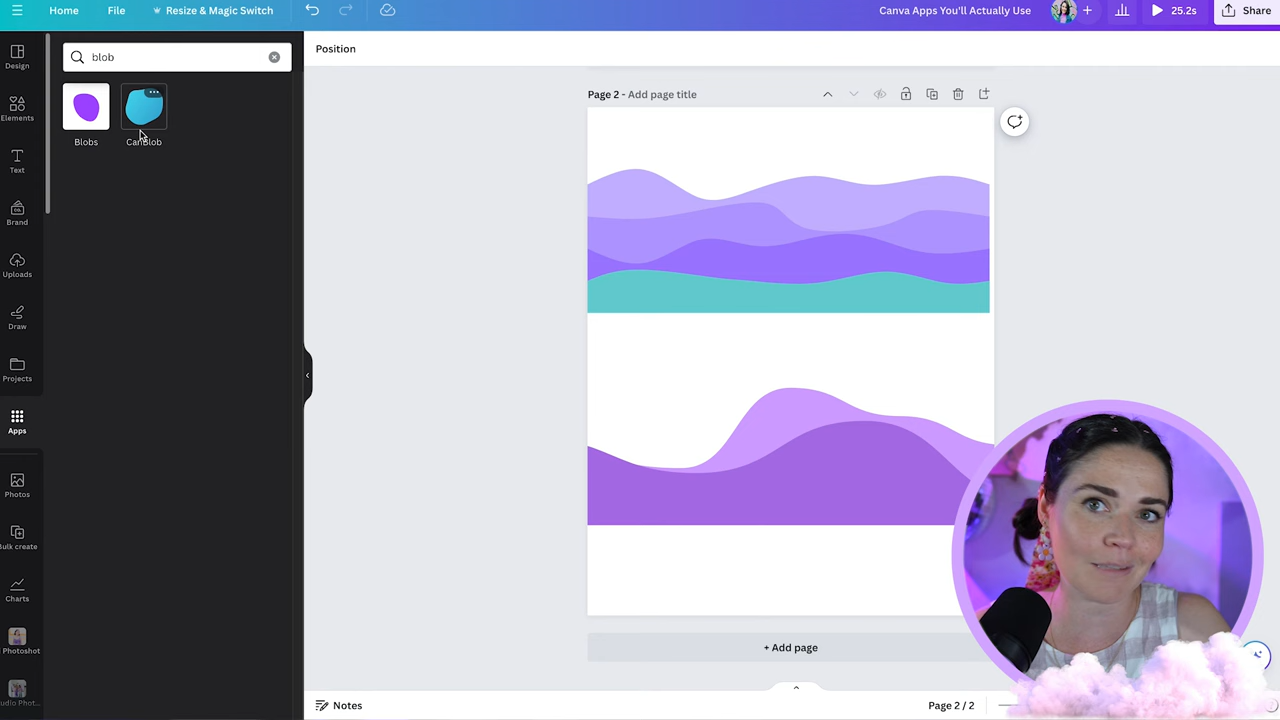 Home
File
Resize & Magic Switch
Canva Apps You'll Actually Use
25.2s
Share
Design
Elements
Text
Brand
Uploads
Draw
Projects
Apps
Photos
Bulk create
Charts
Photoshot
udio Phot...
blob
Blobs
CanBlob
Position
Page 2 - Add page title
+ Add page
Notes
Page 2 / 2